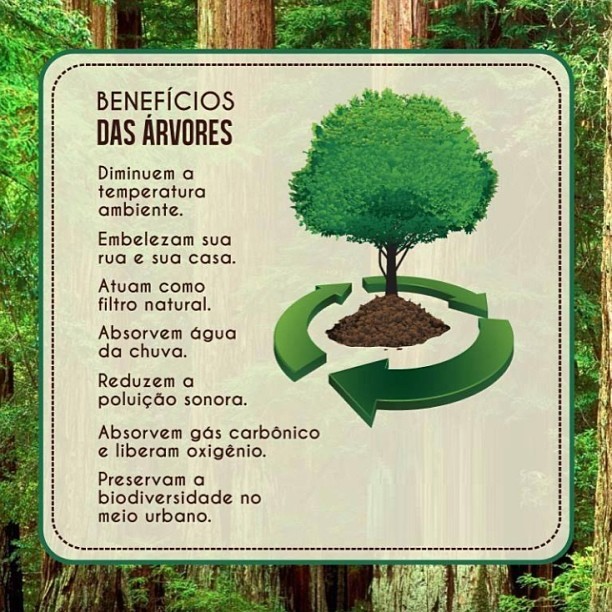 BENEFÍCIOS
DAS ÁRVORES
Diminuem a
temperatura
ambiente.
Embelezam sua
rua e sua casa.
Atuam como
filtro natural.
Absorvem água
da chuva.
Reduzem a
poluição sonora.
Absorvem gás carbônico
e liberam oxigênio.
Preservam a
biodiversidade no
meio urbano.